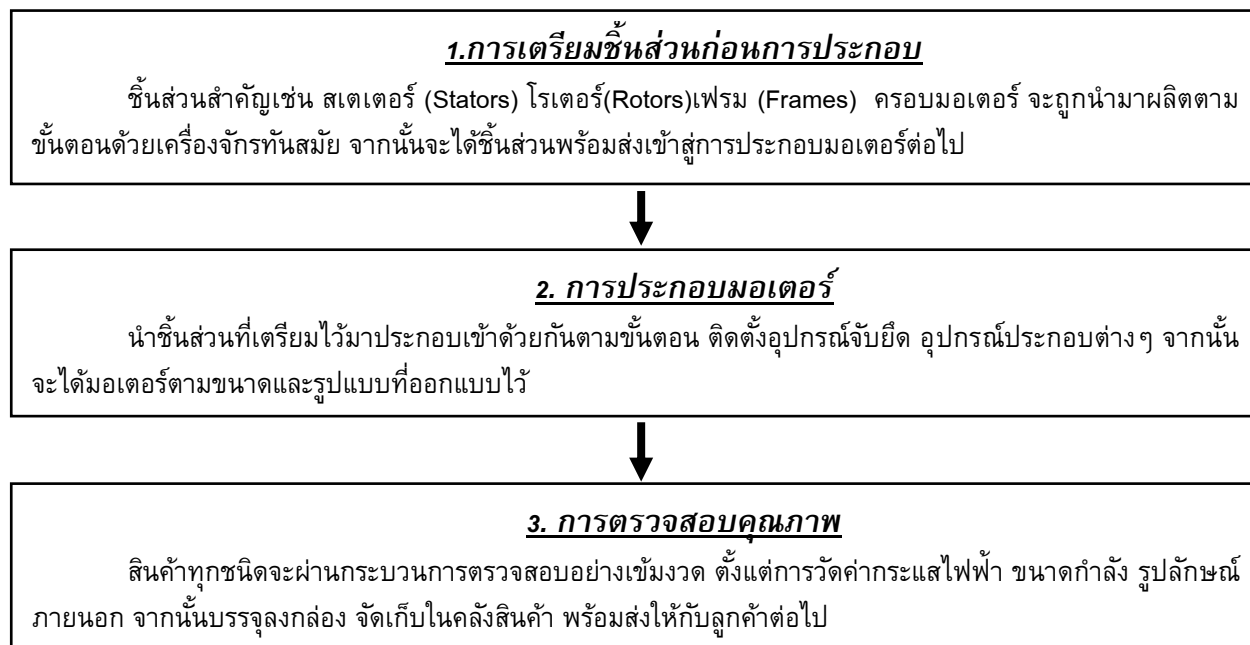 1.การเตรียมชิ้นส่วนก่อนการประกอบ
ชิ้นส่วนสำคัญเช่น สเตเตอร์ (Stators) โรเตอร์(Rotors)เฟรม (Frames) ครอบมอเตอร์ จะถูกนำมาผลิตตาม
ขั้นตอนด้วยเครื่องจักรทันสมัย จากนั้นจะได้ชิ้นส่วนพร้อมส่งเข้าสู่การประกอบมอเตอร์ต่อไป
2. การประกอบมอเตอร์
นำชิ้นส่วนที่เตรียมไว้มาประกอบเข้าด้วยกันตามขั้นตอน ติดตั้งอุปกรณ์จับยึด อุปกรณ์ประกอบต่างๆ จากนั้น
จะได้มอเตอร์ตามขนาดและรูปแบบที่ออกแบบไว้
3. การตรวจสอบคุณภาพ
สินค้าทุกชนิดจะผ่านกระบวนการตรวจสอบอย่างเข้มงวด ตั้งแต่การวัดค่ากระแสไฟฟ้า ขนาดกำลัง รูปลักษณ์
ภายนอก จากนั้นบรรจุลงกล่อง จัดเก็บในคลังสินค้า พร้อมส่งให้กับลูกค้าต่อไป